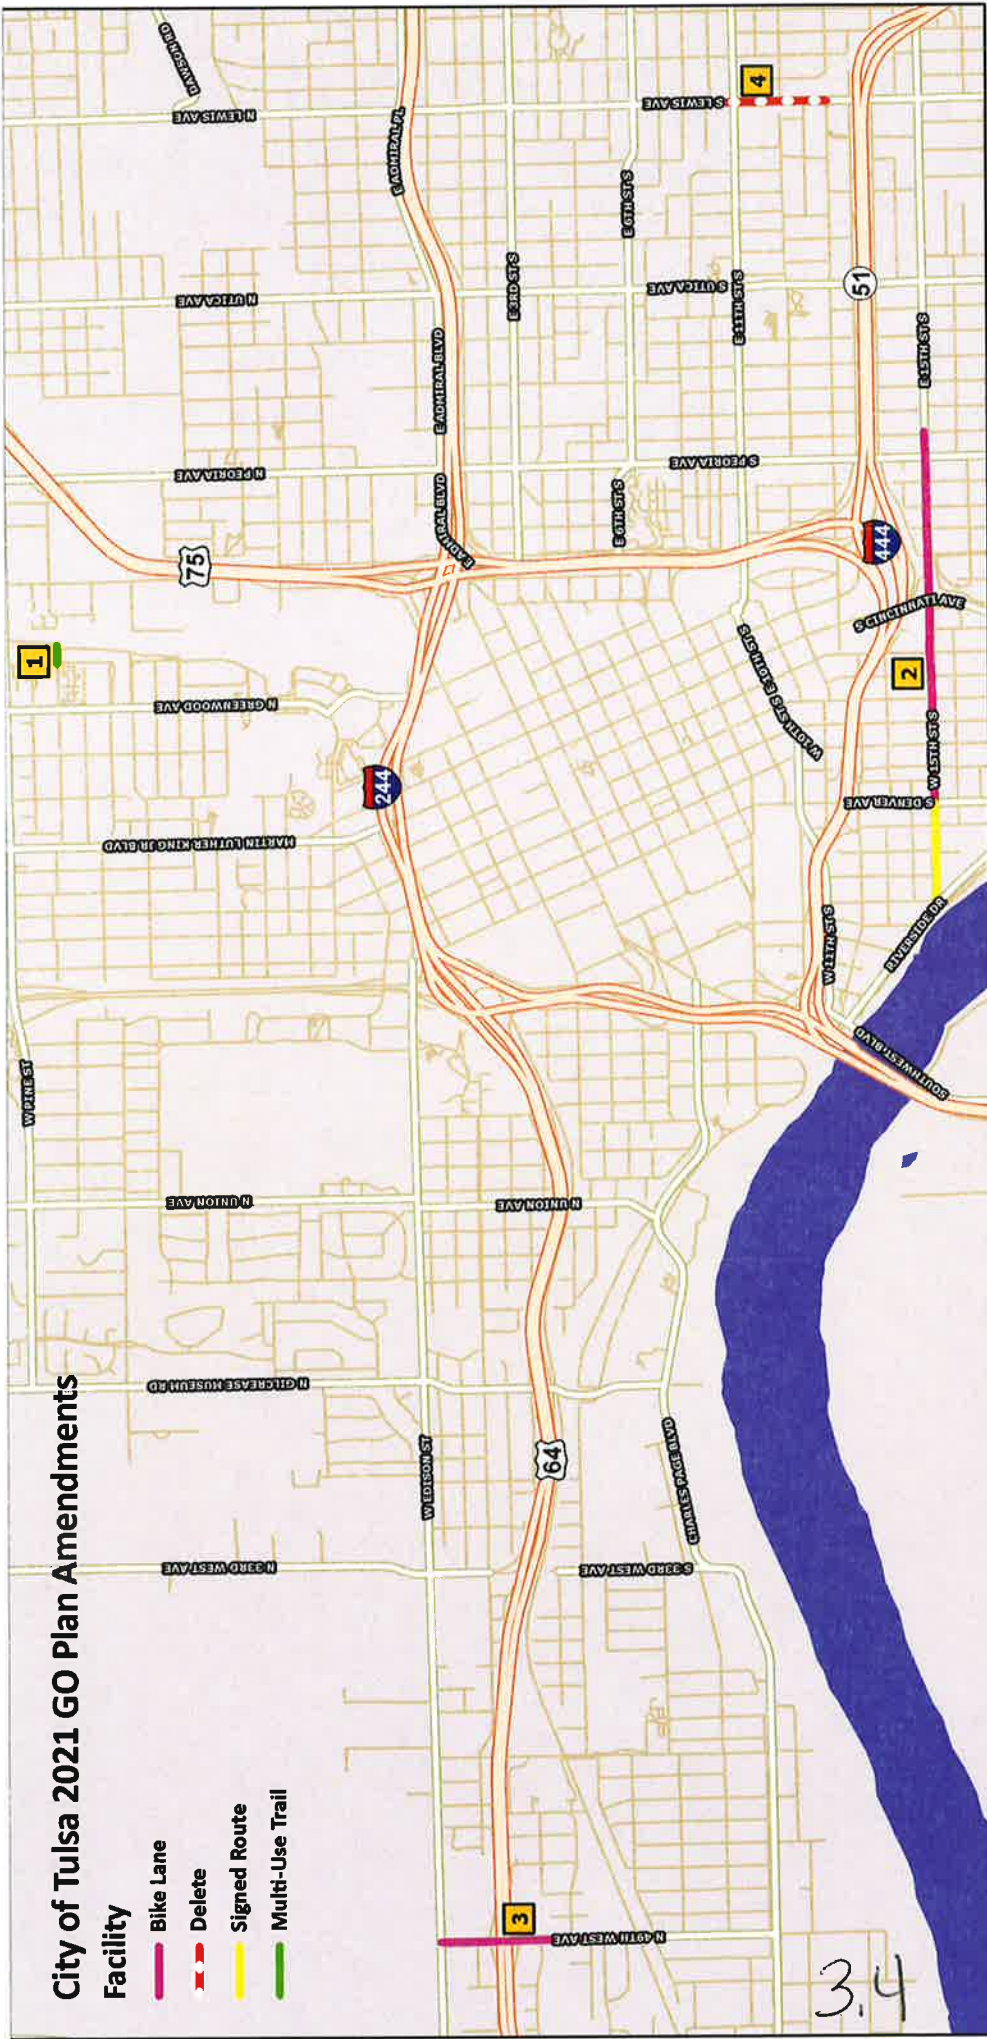 City of Tulsa 2021 GO Plan Amendments
Facility
Bike Lane
Delete
Signed Route
Multi-Use Trail
1
2
3
4
DAWSON RD
N LEWIS AVE
E ADMIRAL PL
S LEWIS AVE
E 6TH ST S
E 3RD ST S
N UTICA AVE
S UTICA AVE
E 11TH ST S
51
E 15TH ST S
E ADMIRAL BLVD
N PEORIA AVE
S PEORIA AVE
E ADMIRAL BLVD
E ADMIRAL BLVD
E 6TH ST S
75
444
S CINCINNATI AVE
N GREENWOOD AVE
E 10TH ST S
W 10TH ST S
W 15TH ST S
S DENVER AVE
244
MARTIN LUTHER KING JR BLVD
W 11TH ST S
RIVERSIDE DR
SOUTHWEST BLVD
W PINE ST
N UNION AVE
N UNION AVE
N GILCREASE MUSEUM RD
W EDISON ST
64
CHARLES PAGE BLVD
N 33RD WEST AVE
S 33RD WEST AVE
N 49TH WEST AVE
3.4